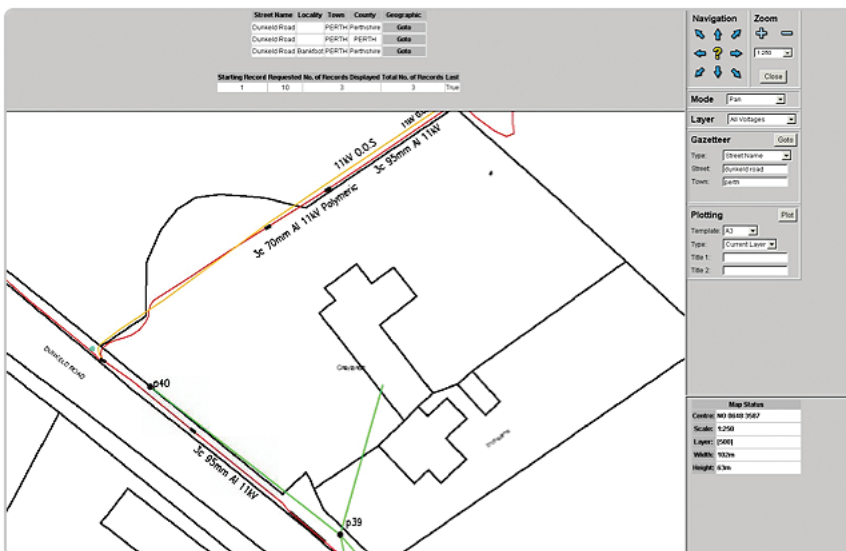 Street Name Locality Town County Geographic
Dunkeld Road PERTH Perthshire Goto
Dunkeld Road PERTH PERTH Goto
Dunkeld Road Bankfoot PERTH Perthshire Goto
Starting Record Requested No. of Records Displayed Total No. of Records Last
1 10 3 3 True
Navigation Zoom
?
1:250
Close
Mode Pan
Layer All Voltages
Gazetteer Goto
Type: Street Name
Street: dunkeld road
Town: perth
Plotting Plot
Template: A3
Type: Current Layer
Title 1:
Title 2:
Map Status
Centre: NO 0648 3587
Scale: 1:250
Layer: [500]
Width: 102m
Height: 63m
11kV O.O.S
3c 95mm Al 11kV
3c 70mm Al 11kV Polymeric
DUNKELD ROAD
p40
3c 95mm Al 11kV
p39